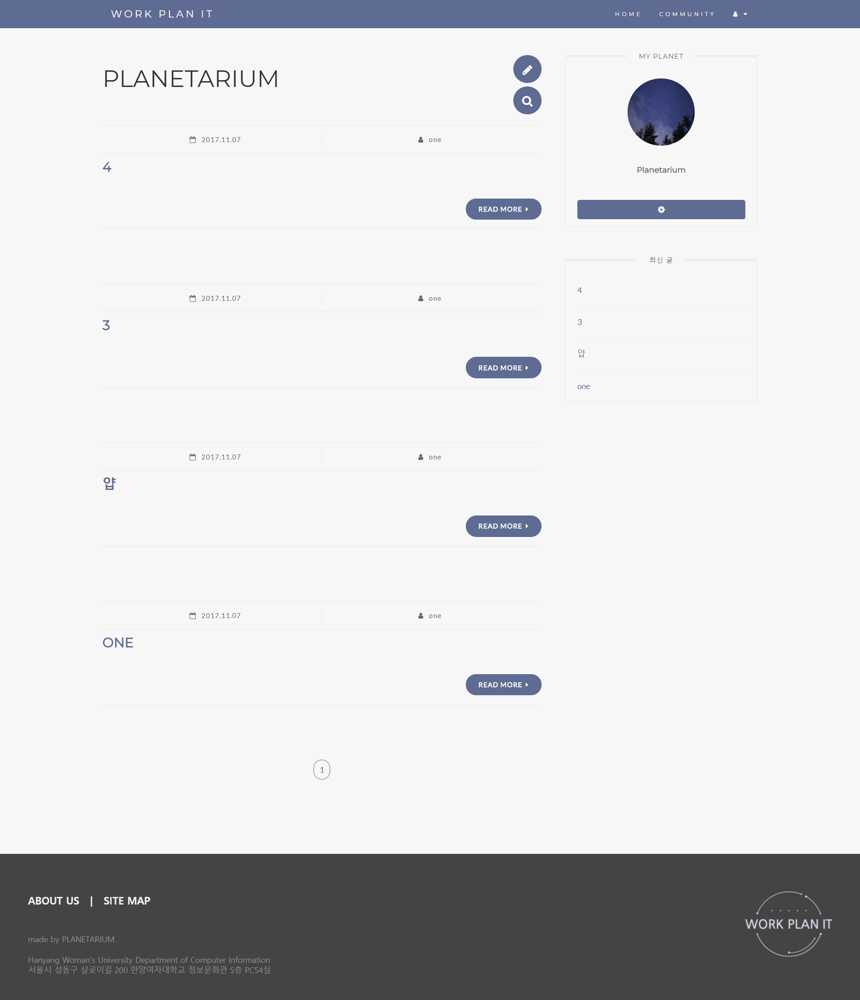 WORK PLAN IT
HOME COMMUNITY
PLANETARIUM
2017.11.07 one
4
READ MORE
2017.11.07 one
3
READ MORE
2017.11.07 one
얍
READ MORE
2017.11.07 one
ONE
READ MORE
1
MY PLANET
Planetarium
최신 글
4
3
얍
one
ABOUT US | SITE MAP
made by PLANETARIUM
Hanyang Woman's University Department of Computer Information
서울시 성동구 살곶이길 200 한양여자대학교 정보문화관 5층 PC54실
WORK PLAN IT